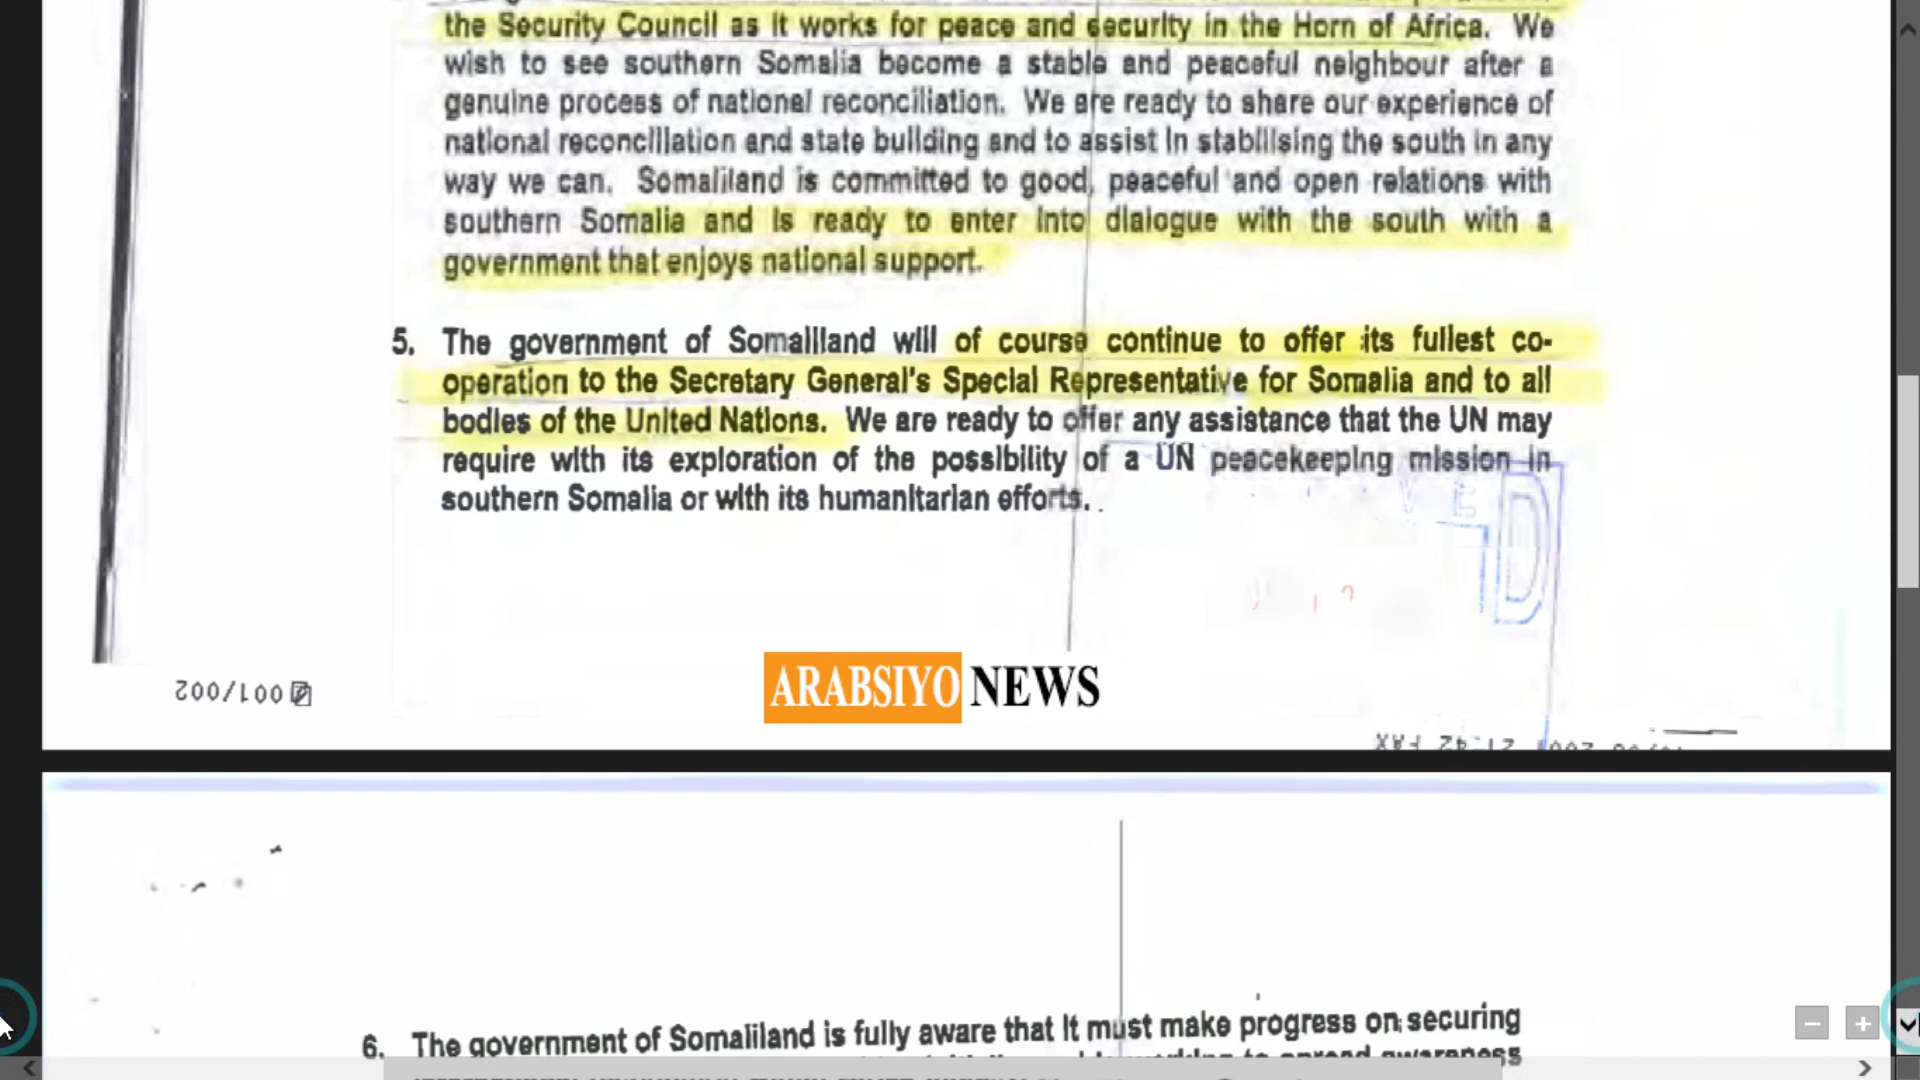 the Security Council as it works for peace and security in the Horn of Africa. We
wish to see southern Somalia become a stable and peaceful neighbour after a
genuine process of national reconciliation. We are ready to share our experience of
national reconciliation and state building and to assist in stabilising the south in any
way we can. Somaliland is committed to good, peaceful and open relations with
southern Somalia and is ready to enter into dialogue with the south with a
government that enjoys national support.
5. The government of Somaliland will of course continue to offer its fullest co-
operation to the Secretary General's Special Representative for Somalia and to all
bodies of the United Nations. We are ready to offer any assistance that the UN may
require with its exploration of the possibility of a UN peacekeeping mission in
southern Somalia or with its humanitarian efforts.
001/002
ARABSIYO NEWS
21:42 FAX
6. The government of Somaliland is fully aware that it must make progress on securing
to spread awareness